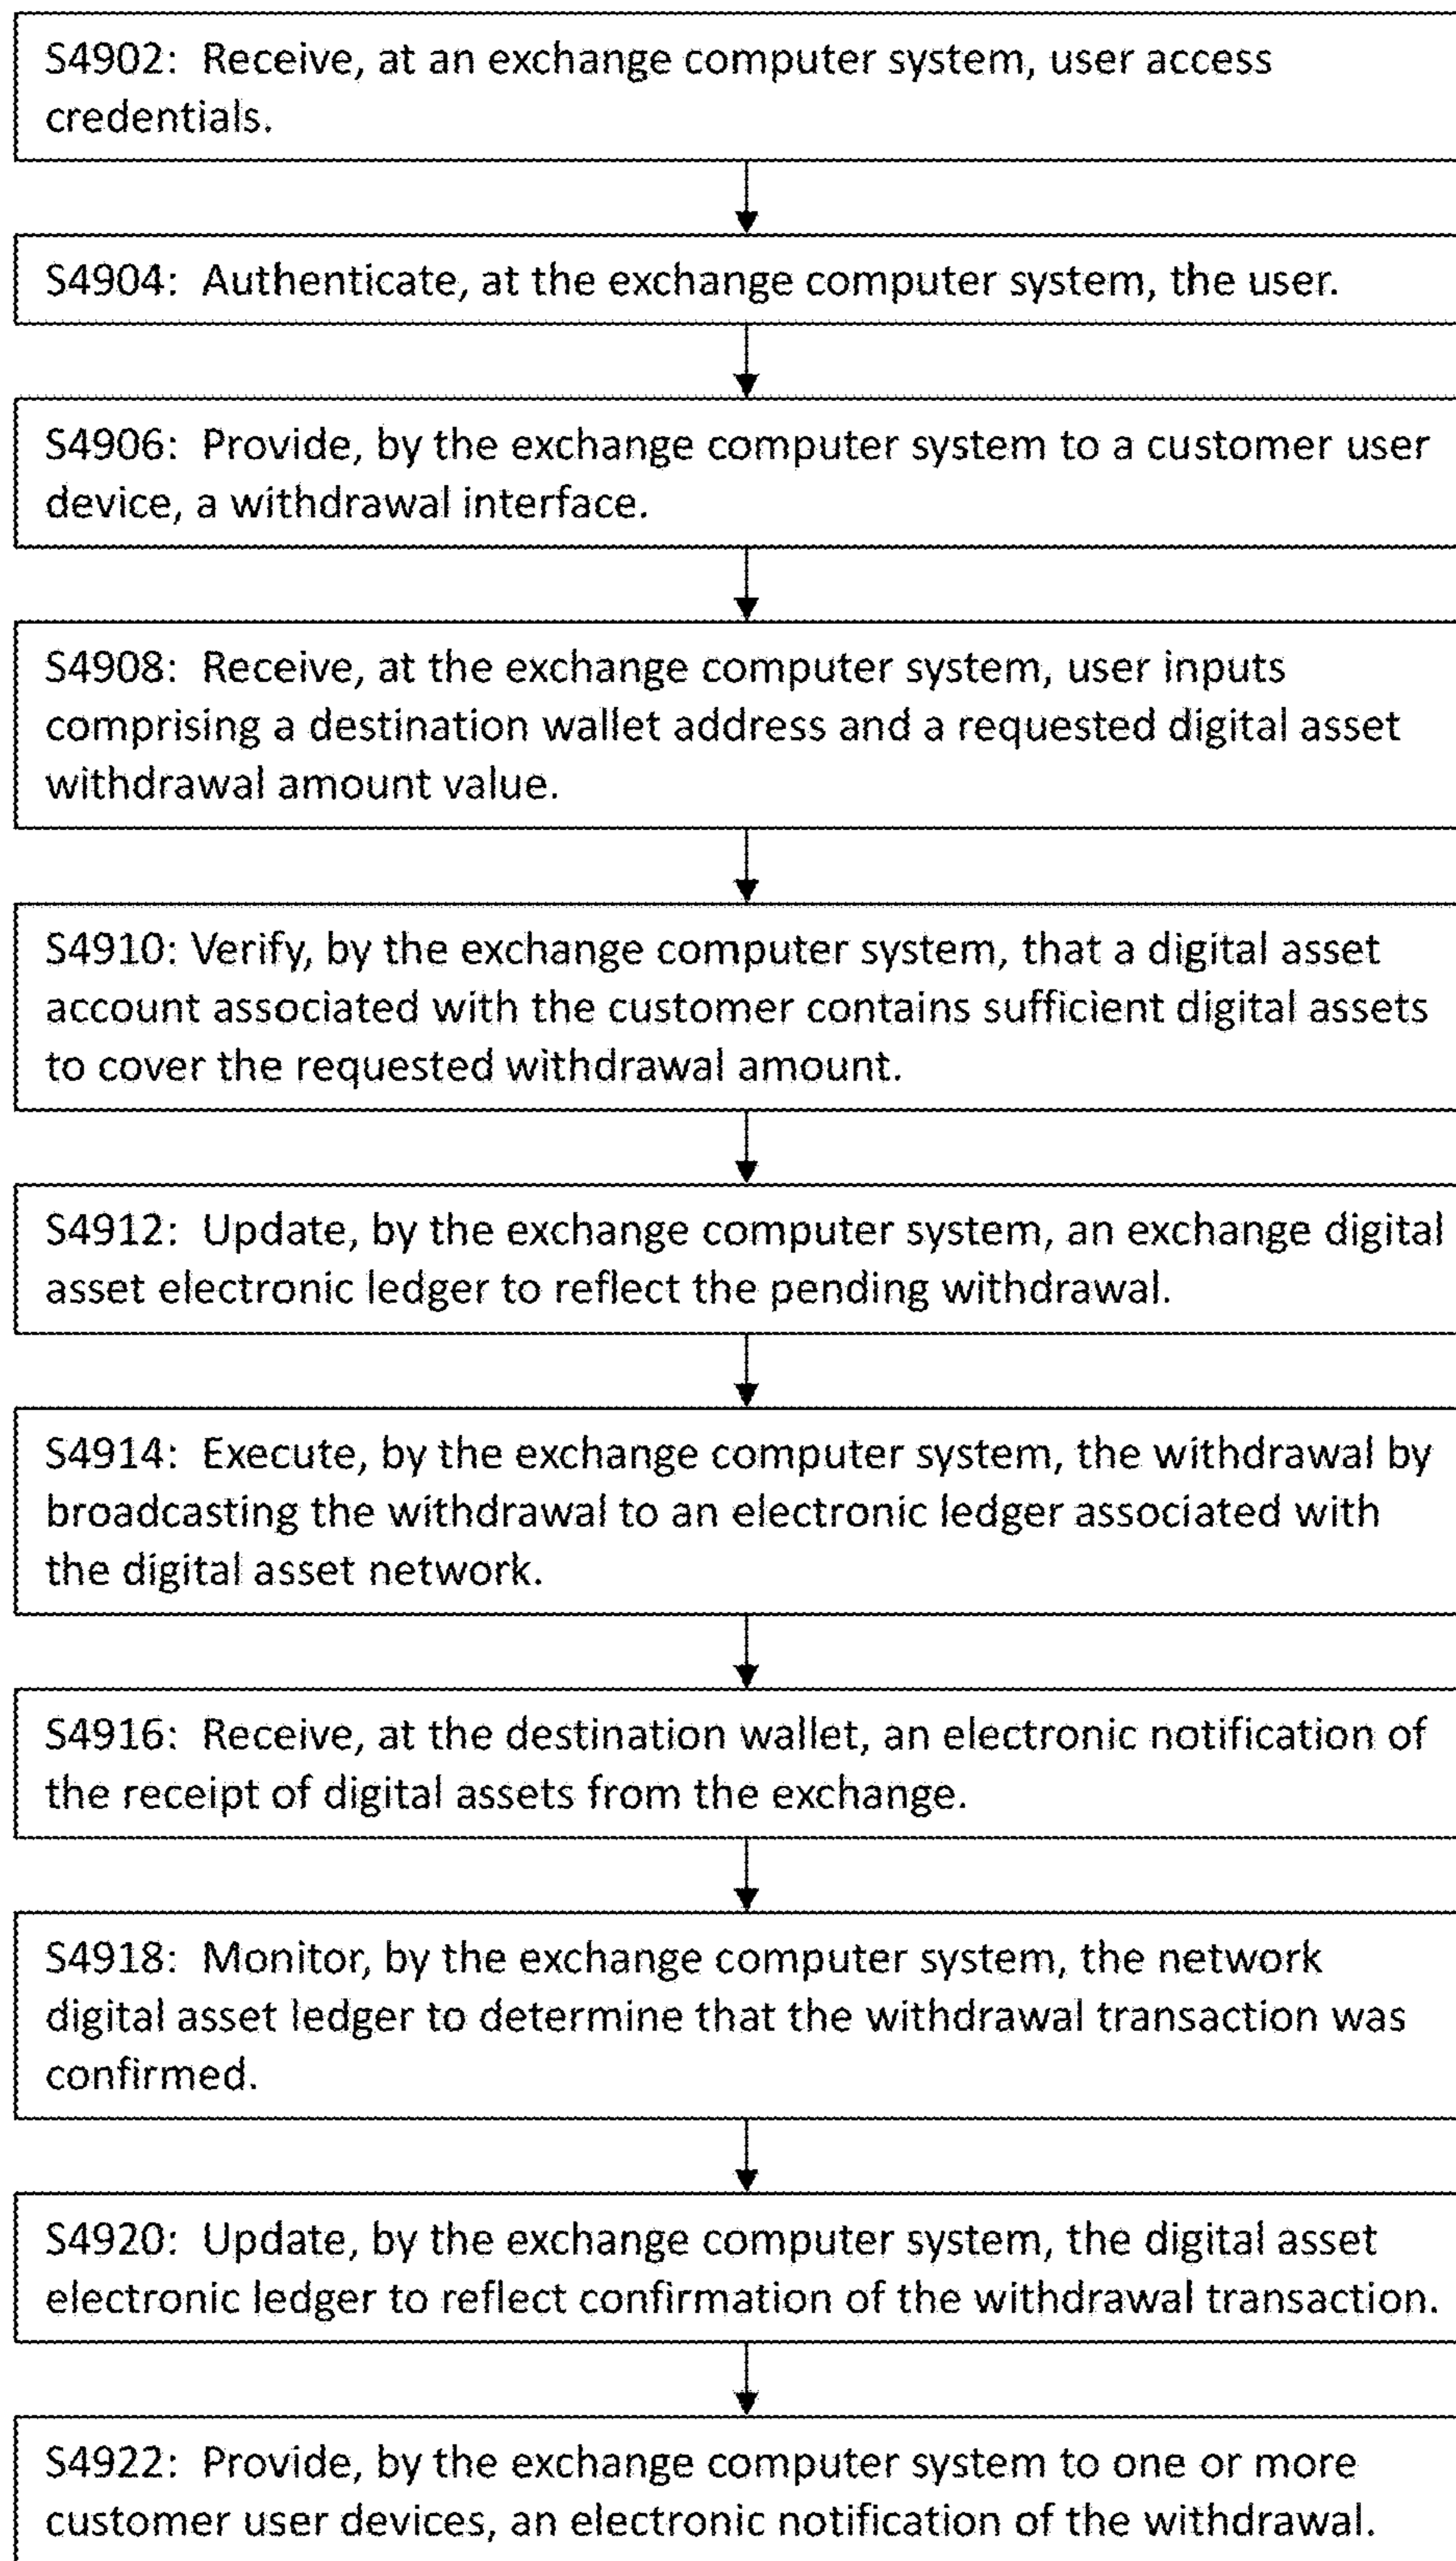 S4902: Receive, at an exchange computer system, user access
credentials.
S4904: Authenticate, at the exchange computer system, the user.
S4906: Provide, by the exchange computer system to a customer user
device, a withdrawal interface.
S4908: Receive, at the exchange computer system, user inputs
comprising a destination wallet address and a requested digital asset
withdrawal amount value.
S4910: Verify, by the exchange computer system, that a digital asset
account associated with the customer contains sufficient digital assets
to cover the requested withdrawal amount.
S4912: Update, by the exchange computer system, an exchange digital
asset electronic ledger to reflect the pending withdrawal.
S4914: Execute, by the exchange computer system, the withdrawal by
broadcasting the withdrawal to an electronic ledger associated with
the digital asset network.
S4916: Receive, at the destination wallet, an electronic notification of
the receipt of digital assets from the exchange.
S4918: Monitor, by the exchange computer system, the network
digital asset ledger to determine that the withdrawal transaction was
confirmed.
S4920: Update, by the exchange computer system, the digital asset
electronic ledger to reflect confirmation of the withdrawal transaction.
S4922: Provide, by the exchange computer system to one or more
customer user devices, an electronic notification of the withdrawal.